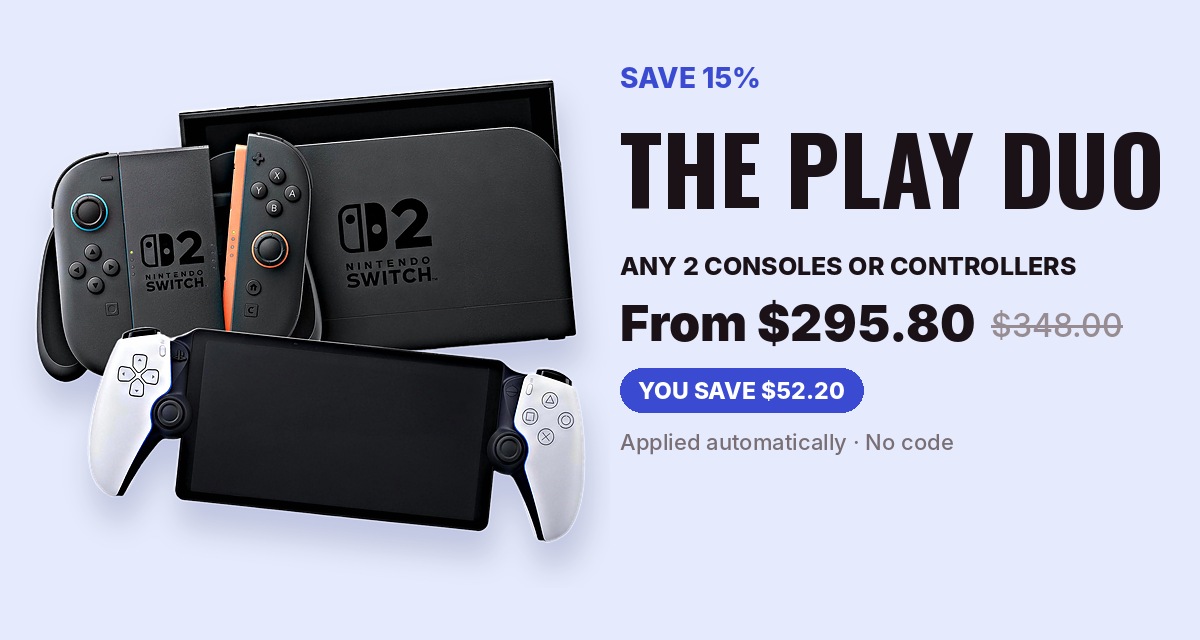 SAVE 15%
THE PLAY DUO
ANY 2 CONSOLES OR CONTROLLERS
From $295.80 $348.00
YOU SAVE $52.20
Applied automatically · No code
2
NINTENDO
SWITCH
2
NINTENDO
SWITCH
X
Y A
B
C